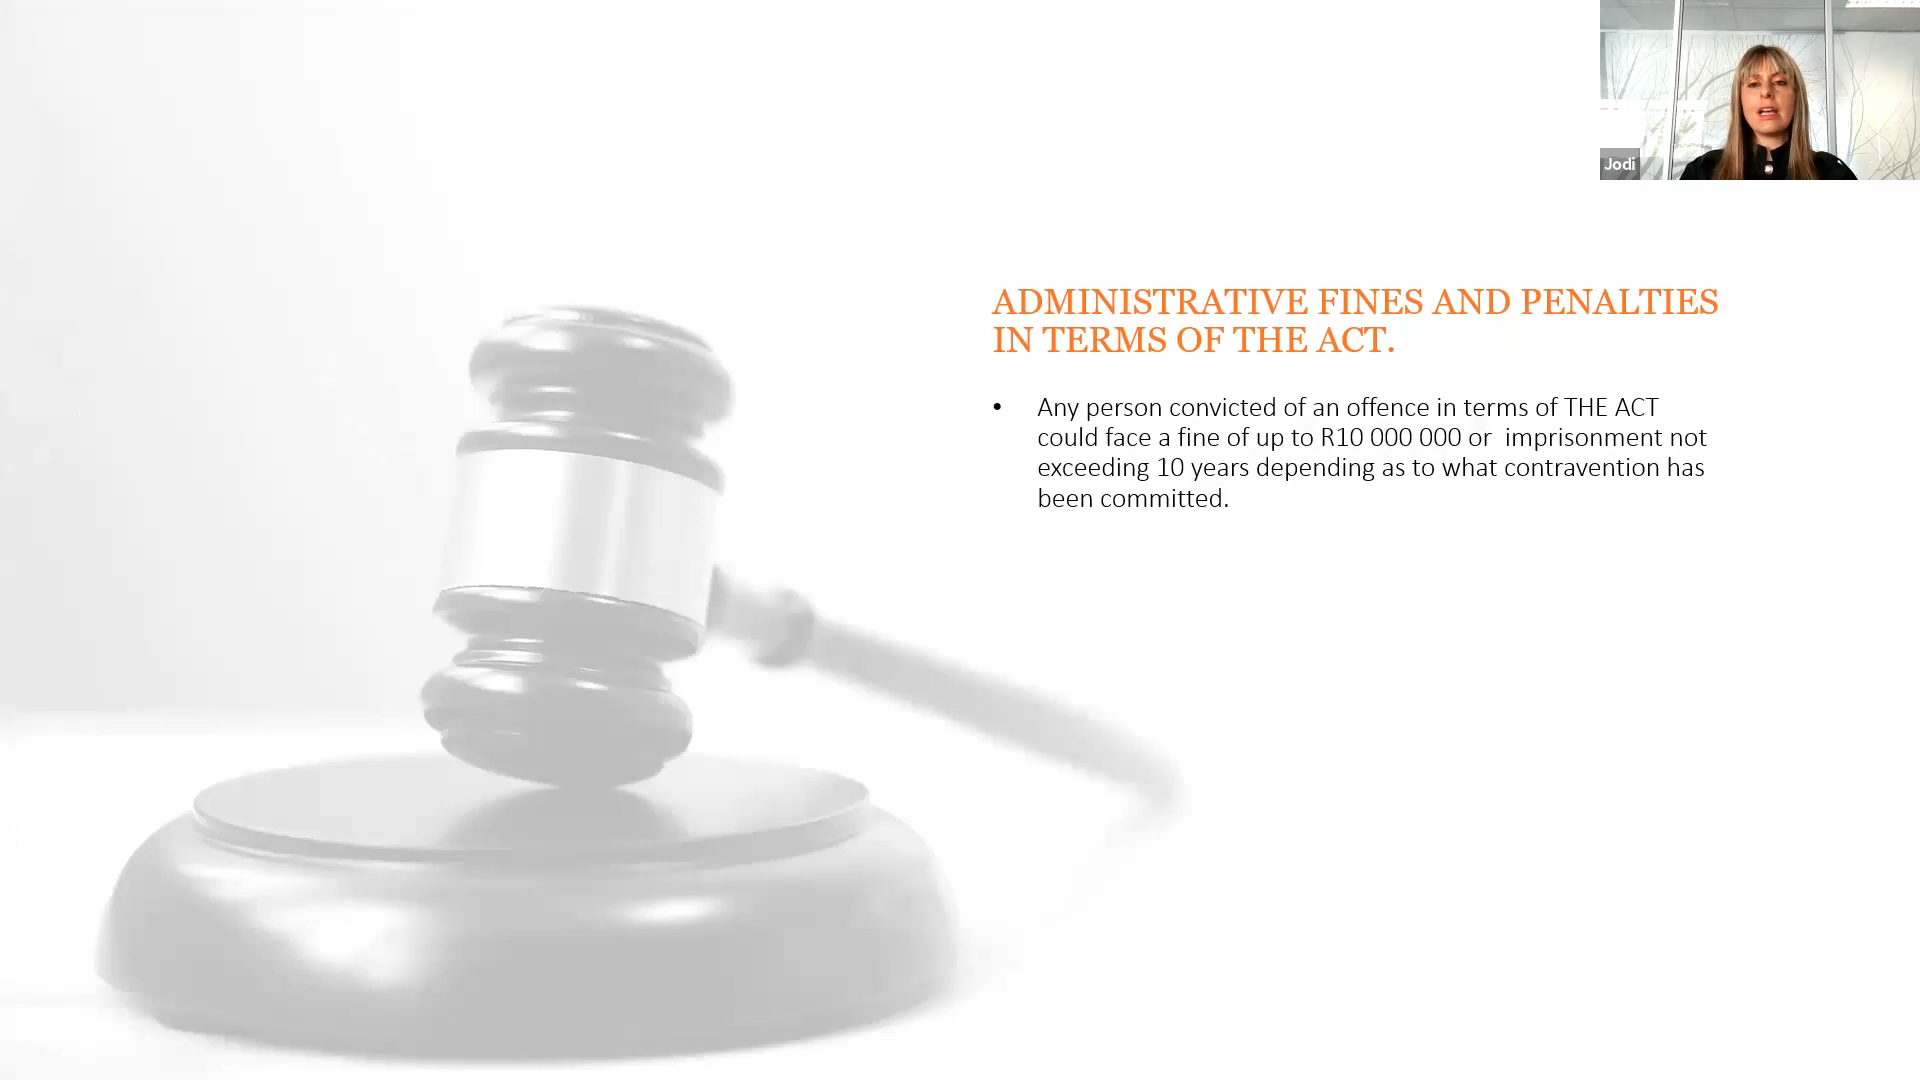 Jodi
ADMINISTRATIVE FINES AND PENALTIES
IN TERMS OF THE ACT.
• Any person convicted of an offence in terms of THE ACT
could face a fine of up to R10 000 000 or  imprisonment not
exceeding 10 years depending as to what contravention has
been committed.